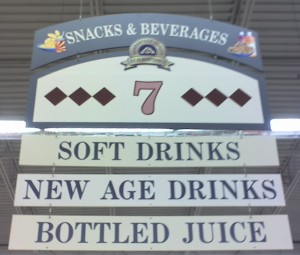 SNACKS & BEVERAGES
7
SOFT DRINKS
NEW AGE DRINKS
BOTTLED JUICE